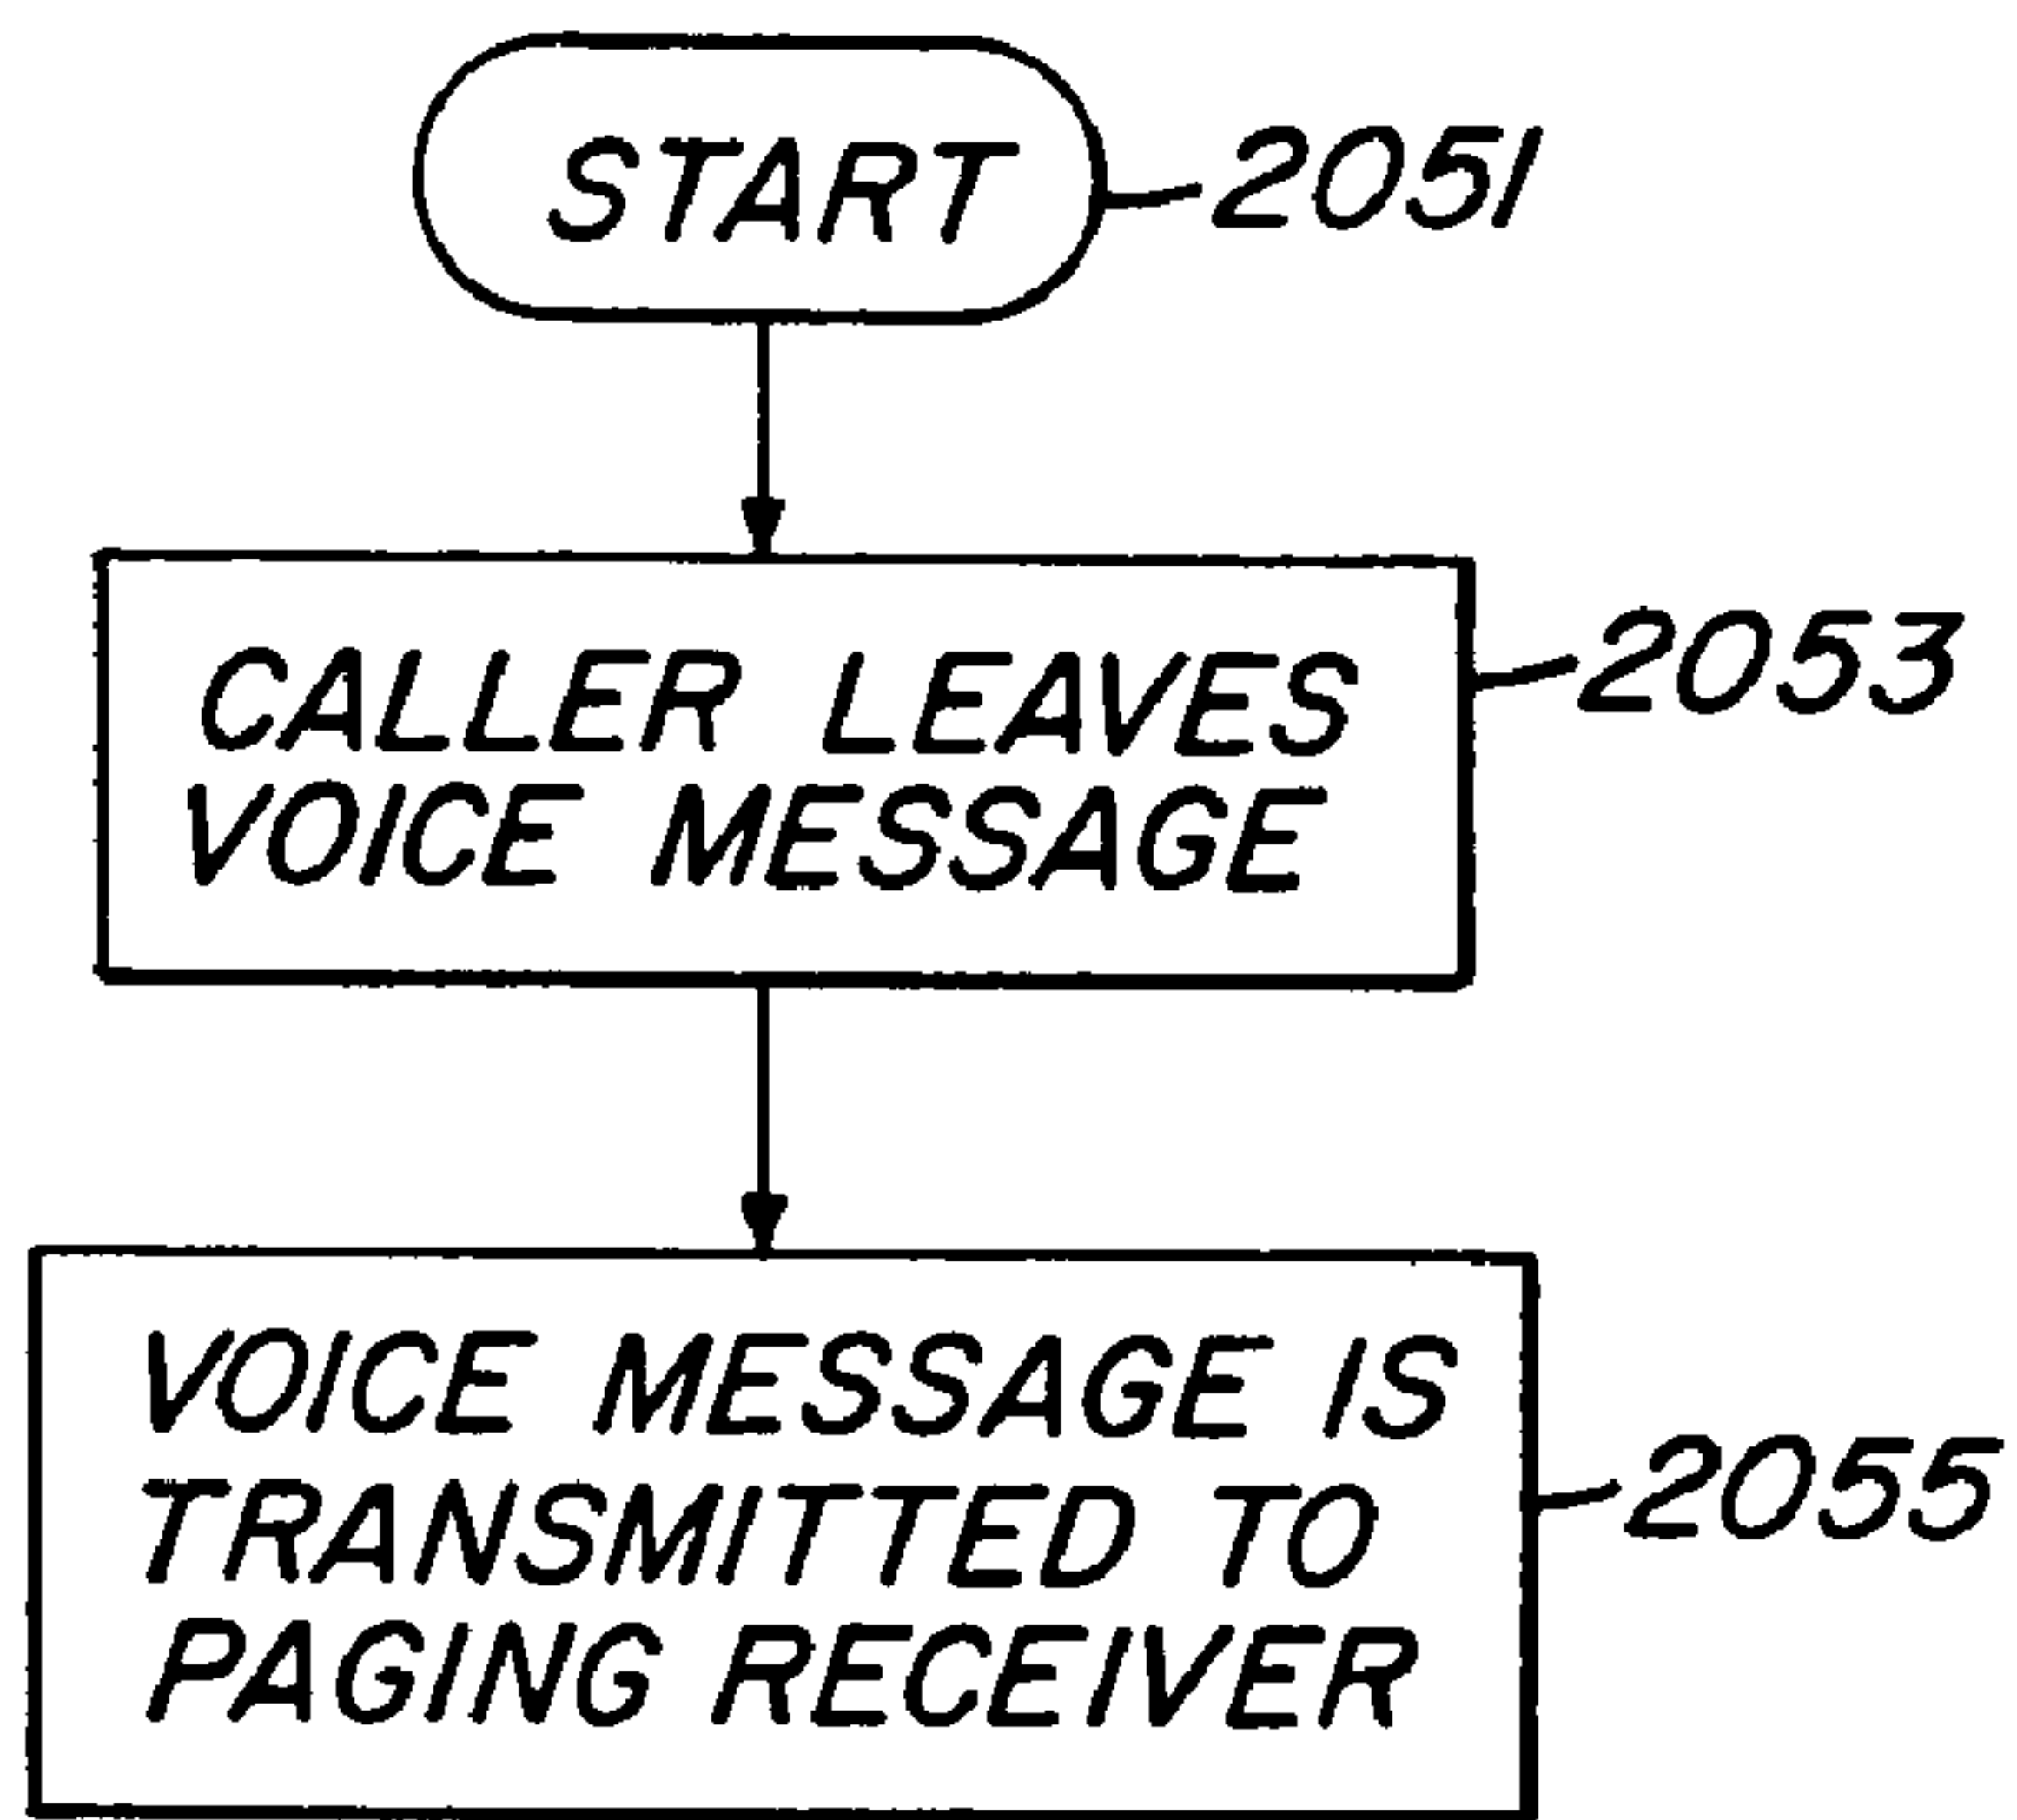 START
2051
CALLER LEAVES
VOICE MESSAGE
2053
VOICE MESSAGE IS
TRANSMITTED TO
PAGING RECEIVER
2055